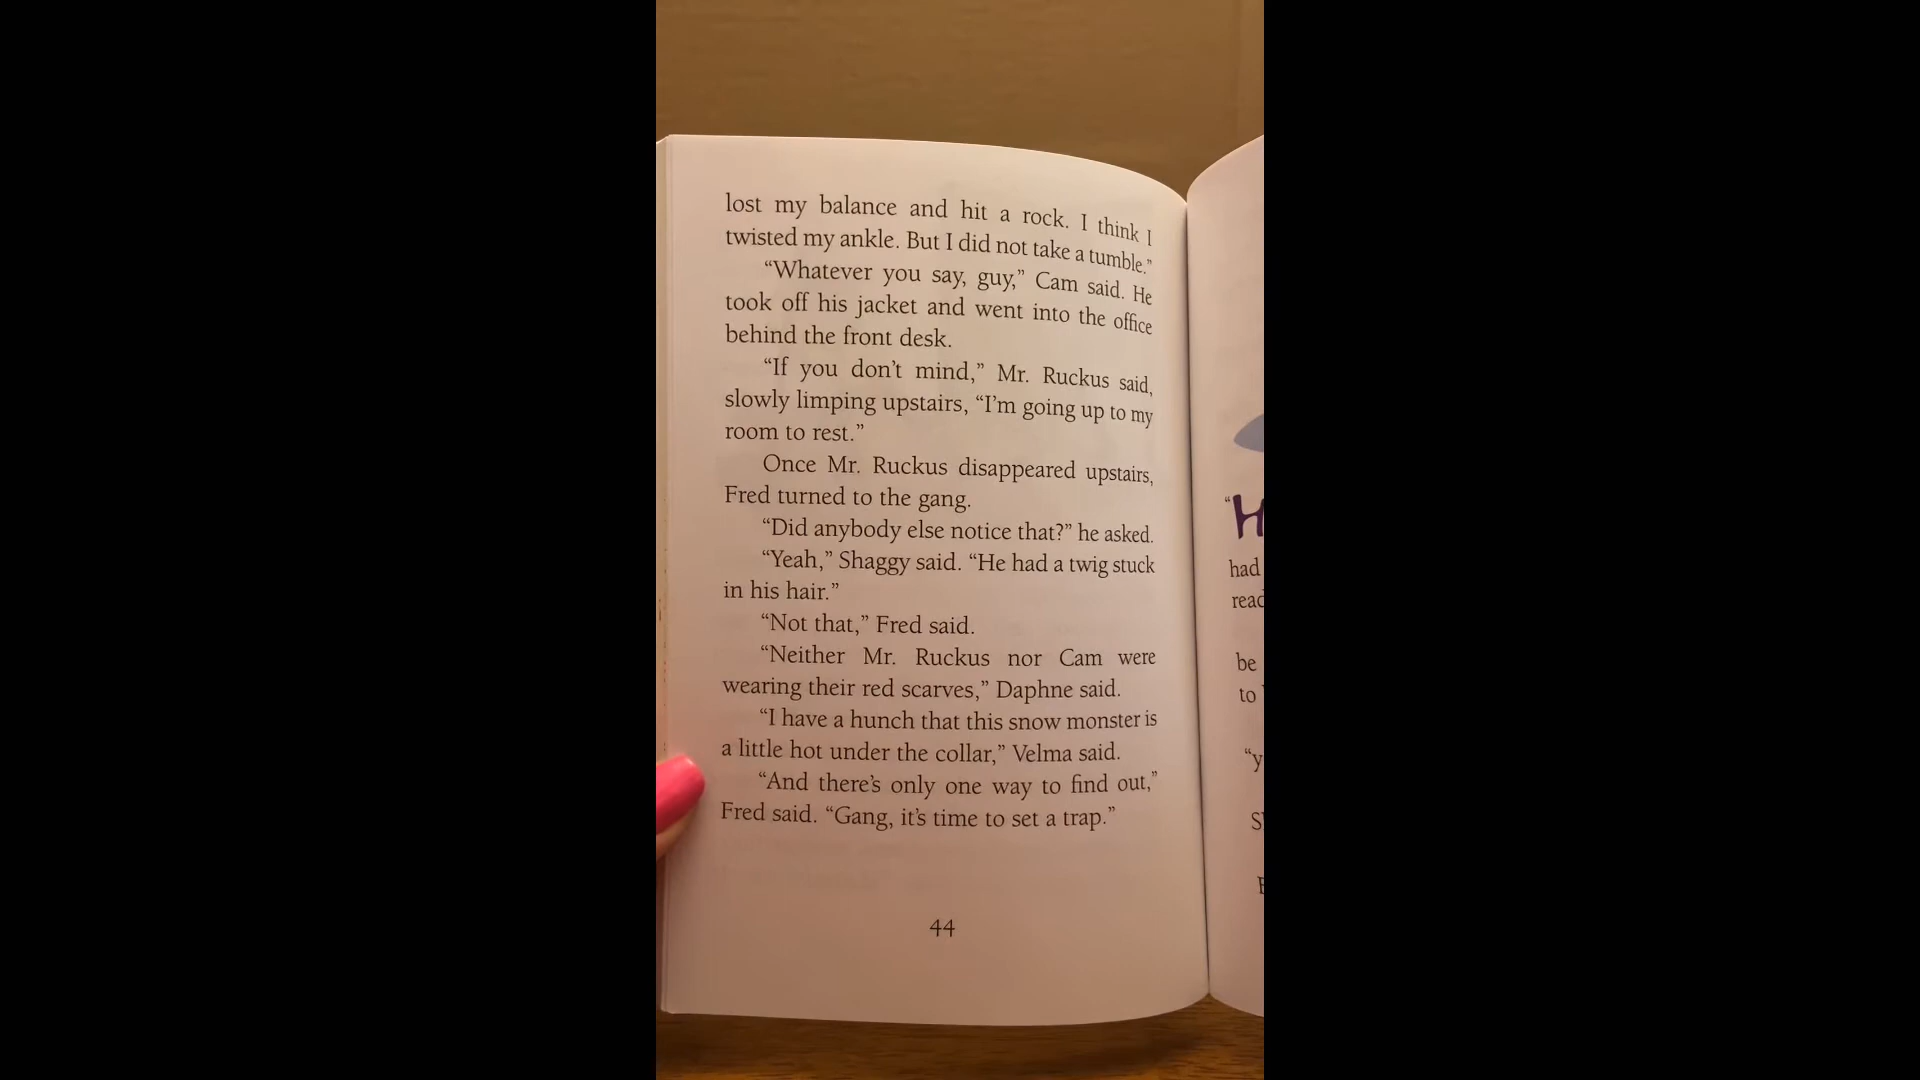 lost my balance and hit a rock. I think I
twisted my ankle. But I did not take a tumble.”
“Whatever you say, guy,” Cam said. He
took off his jacket and went into the office
behind the front desk.
“If you don’t mind,” Mr. Ruckus said,
slowly limping upstairs, “I’m going up to my
room to rest.”
Once Mr. Ruckus disappeared upstairs,
Fred turned to the gang.
“Did anybody else notice that?” he asked.
“Yeah,” Shaggy said. “He had a twig stuck
in his hair.”
“Not that,” Fred said.
“Neither Mr. Ruckus nor Cam were
wearing their red scarves,” Daphne said.
“I have a hunch that this snow monster is
a little hot under the collar,” Velma said.
“And there’s only one way to find out,”
Fred said. “Gang, it’s time to set a trap.”
44
“H
had
be
to
“y